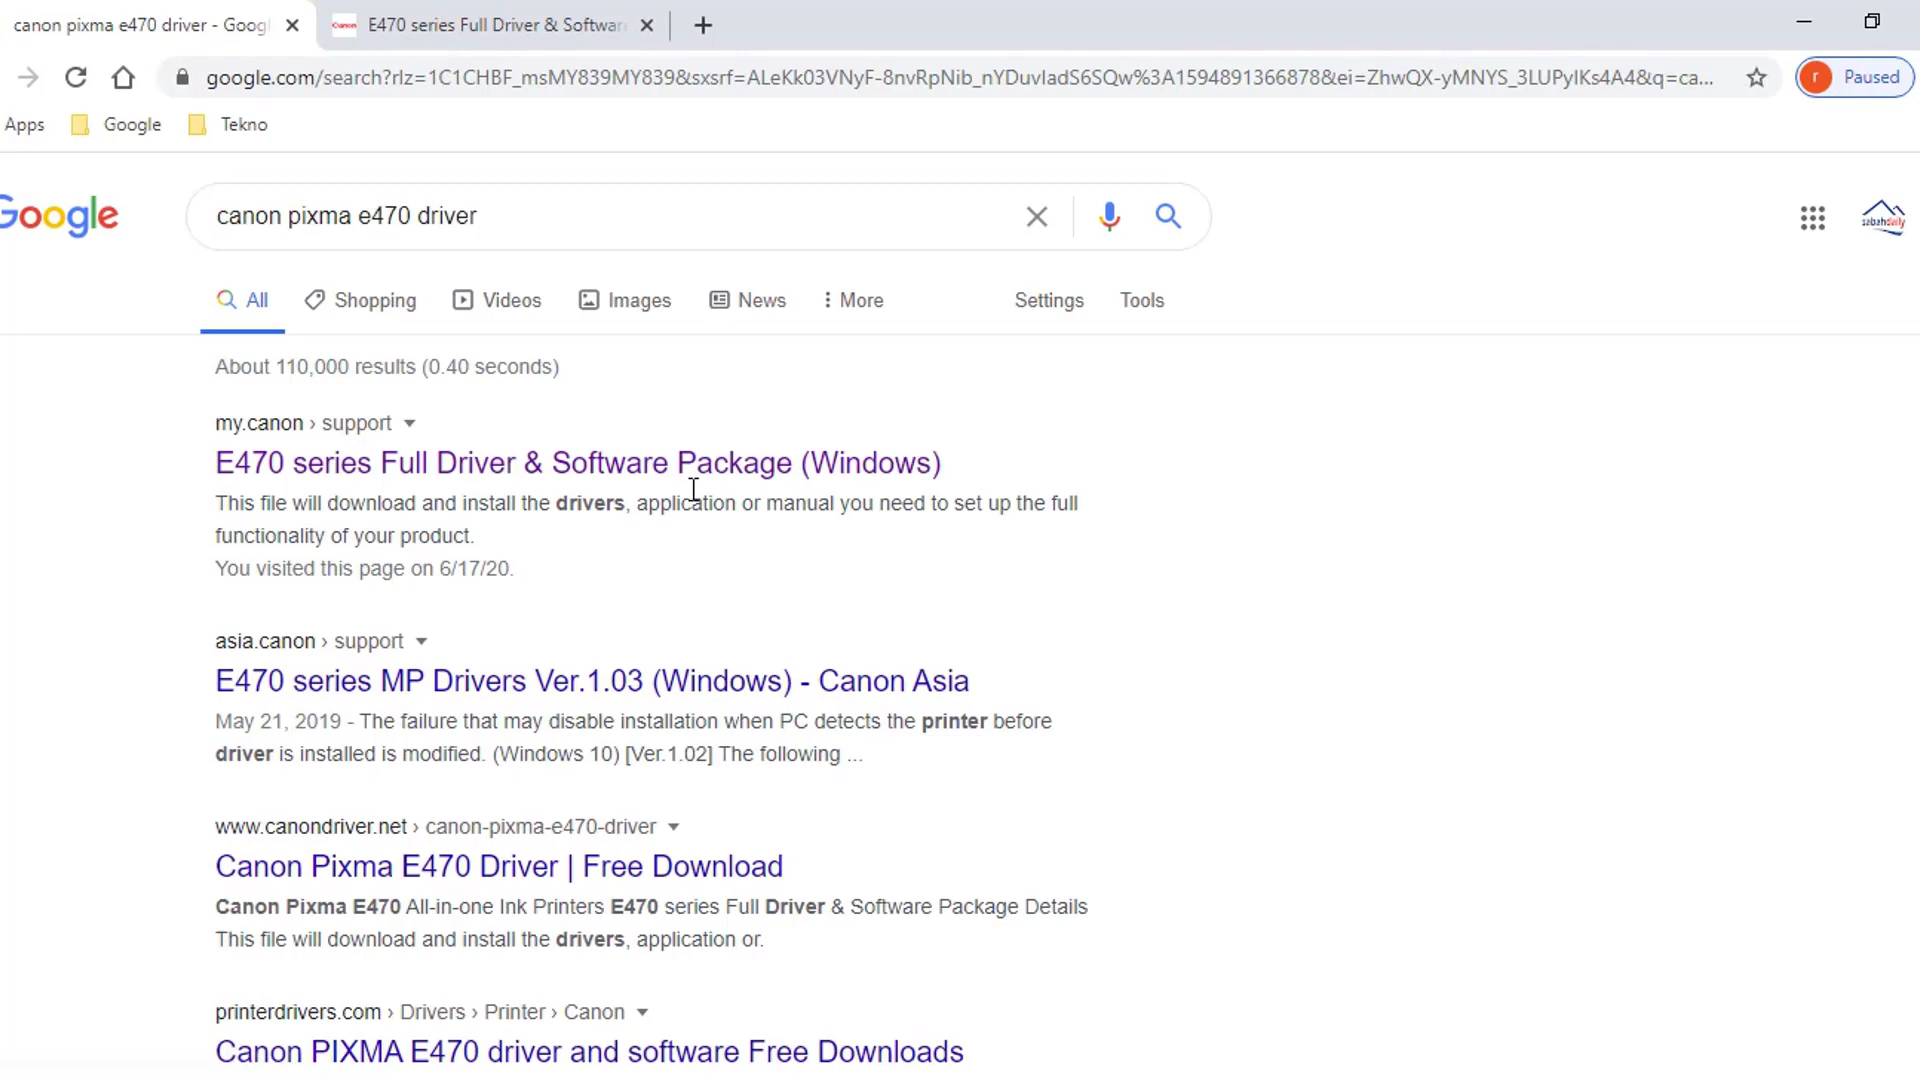 canon pixma e470 driver - Googl
E470 series Full Driver & Softwar
google.com/search?rlz=1C1CHBF_msMY839MY839&sxsrf=ALeKk03VNyF-8nvRpNib_nYDuvIadS6SQw%3A1594891366878&ei=ZhwQX-yMNYS_3LUPyIKs4A4&q=ca...
r Paused
Apps Google Tekno
Google
canon pixma e470 driver
sabahdaily
All Shopping Videos Images News More Settings Tools
About 110,000 results (0.40 seconds)
my.canon › support
E470 series Full Driver & Software Package (Windows)
This file will download and install the drivers, application or manual you need to set up the full
functionality of your product.
You visited this page on 6/17/20.
asia.canon › support
E470 series MP Drivers Ver.1.03 (Windows) - Canon Asia
May 21, 2019 - The failure that may disable installation when PC detects the printer before
driver is installed is modified. (Windows 10) [Ver.1.02] The following ...
www.canondriver.net › canon-pixma-e470-driver
Canon Pixma E470 Driver | Free Download
Canon Pixma E470 All-in-one Ink Printers E470 series Full Driver & Software Package Details
This file will download and install the drivers, application or.
printerdrivers.com › Drivers › Printer › Canon
Canon PIXMA E470 driver and software Free Downloads